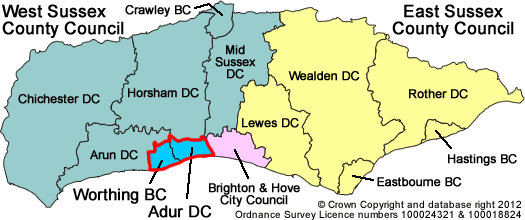 West Sussex
County Council
Crawley BC
East Sussex
County Council
Mid
Sussex
DC
Wealden DC
Chichester DC
Horsham DC
Rother DC
Lewes DC
Arun DC
Hastings BC
Worthing BC
Adur DC
Brighton & Hove
City Council
Eastbourne BC
© Crown Copyright and database right 2012
Ordnance Survey Licence numbers 100024321 & 100018824